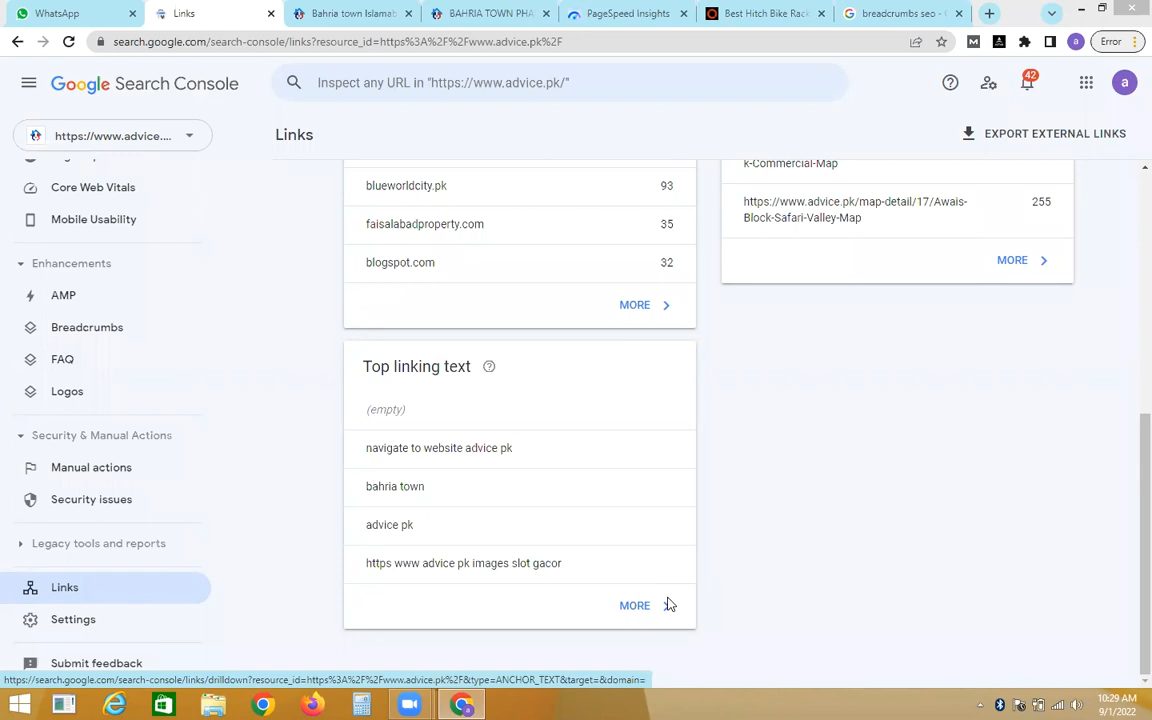 WhatsApp
Links
Bahria town Islamab
BAHRIA TOWN PHA
PageSpeed Insights
Best Hitch Bike Rac
breadcrumbs seo -
search.google.com/search-console/links?resource_id=https%3A%2F%2Fwww.advice.pk%2F
Error
Google Search Console
Inspect any URL in "https://www.advice.pk/"
42
a
https://www.advice....
Links
EXPORT EXTERNAL LINKS
Core Web Vitals
Mobile Usability
Enhancements
AMP
Breadcrumbs
FAQ
Logos
Security & Manual Actions
Manual actions
Security issues
Legacy tools and reports
Links
Settings
Submit feedback
blueworldcity.pk 93
faisalabadproperty.com 35
blogspot.com 32
MORE
k-Commercial-Map
https://www.advice.pk/map-detail/17/Awais- 255
Block-Safari-Valley-Map
MORE
Top linking text
(empty)
navigate to website advice pk
bahria town
advice pk
https www advice pk images slot gacor
MORE
https://search.google.com/search-console/links/drilldown?resource_id=https%3A%2F%2Fwww.advice.pk%2F&type=ANCHOR_TEXT&target=&domain=
10:29 AM
9/1/2022